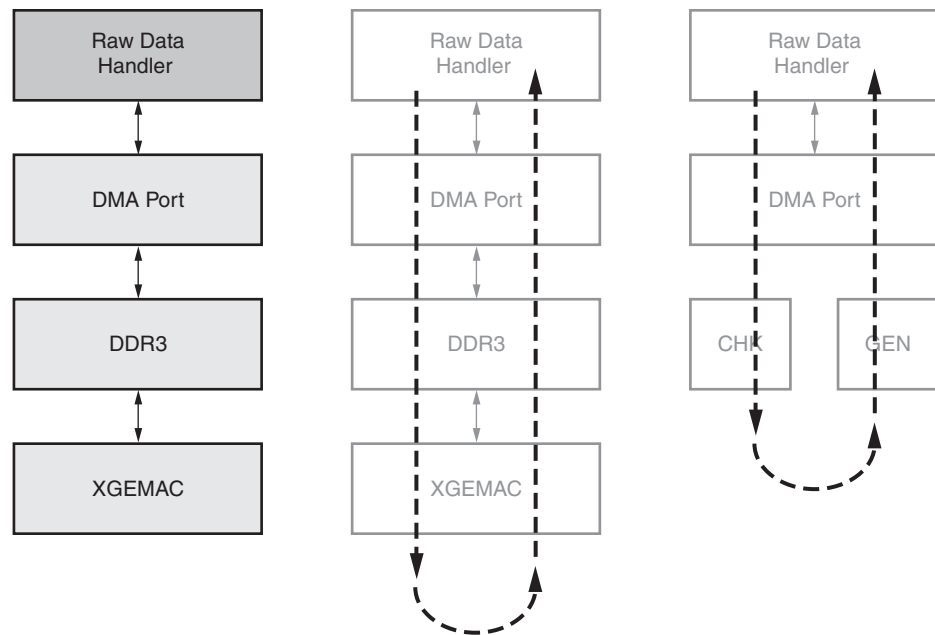 Raw Data
Handler
DMA Port
DDR3
XGEMAC
Raw Data
Handler
DMA Port
DDR3
XGEMAC
Raw Data
Handler
DMA Port
CHK
GEN